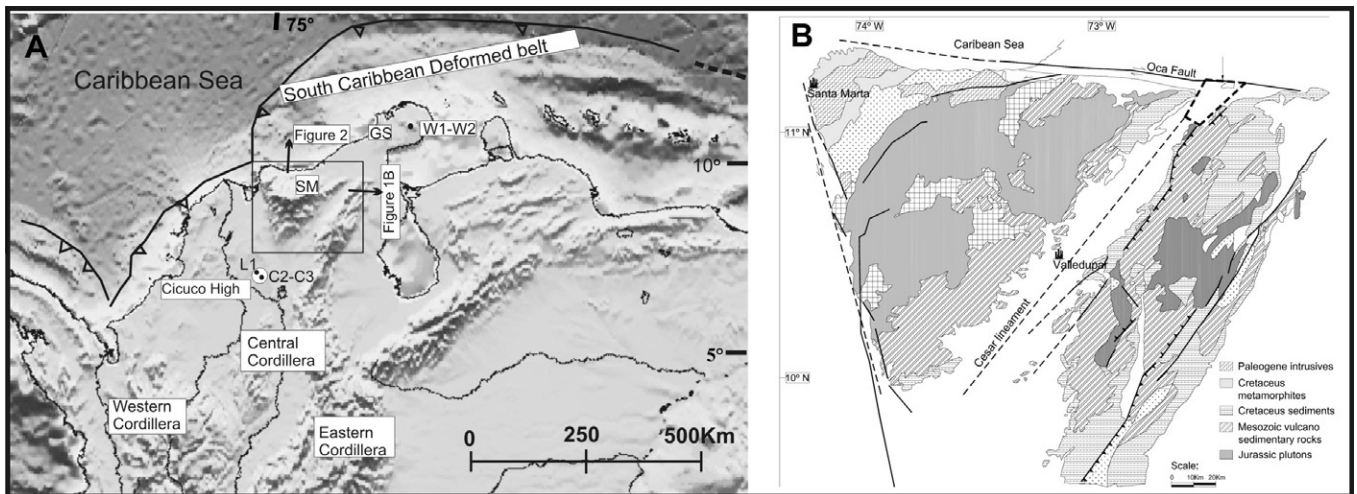 A
75°
Caribbean Sea
South Caribbean Deformed belt
Figure 2
GS
W1-W2
10°
SM
Figure 1B
L1
C2-C3
Cicuco High
Central
Cordillera
5°
Western
Cordillera
Eastern
Cordillera
0
250
500Km
B
74° W
73° W
Caribean Sea
Oca Fault
Santa Marta
11° N
Valledupar
Cesar lineament
10° N
Paleogene intrusives
Cretaceus
metamorphites
Cretaceus sediments
Mesozoic vulcano
sedimentary rocks
Jurassic plutons
Scale:
0 10Km 20Km